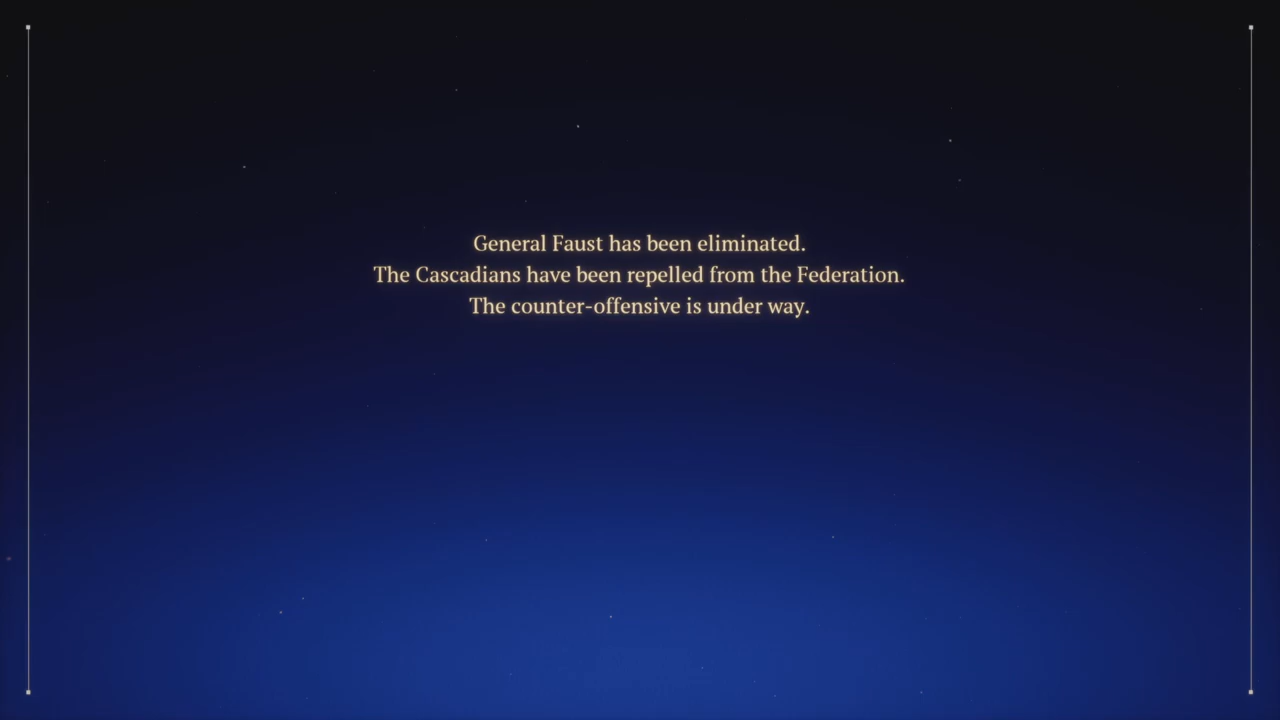 General Faust has been eliminated.
The Cascadians have been repelled from the Federation.
The counter-offensive is under way.